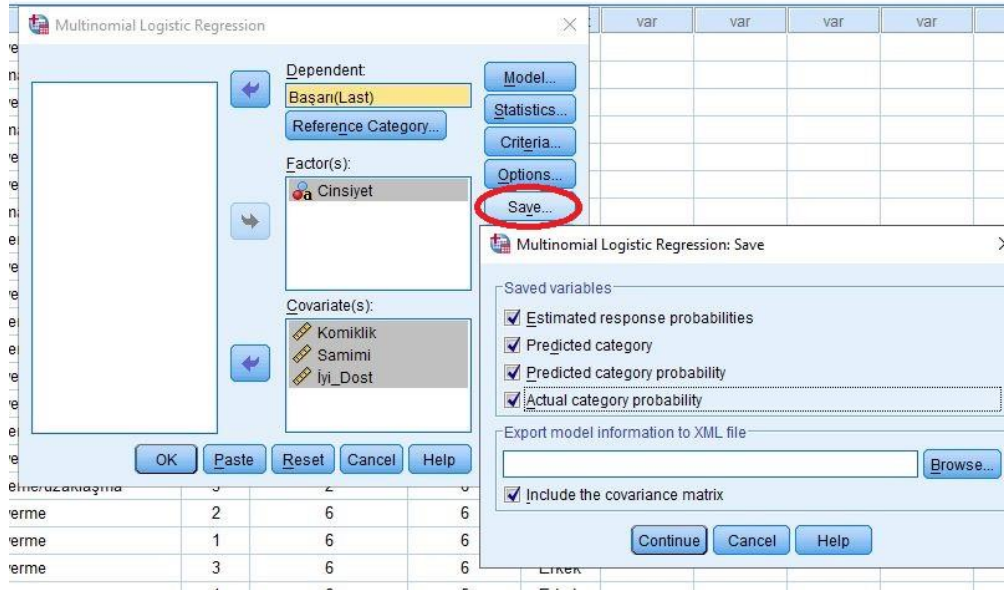 Multinomial Logistic Regression
var var var var
Dependent:
Başarı(Last)
Reference Category...
Factor(s):
Cinsiyet
Covariate(s):
Komiklik
Samimi
İyi_Dost
Model...
Statistics...
Criteria...
Options...
Save...
OK Paste Reset Cancel Help
Multinomial Logistic Regression: Save
Saved variables
Estimated response probabilities
Predicted category
Predicted category probability
Actual category probability
Export model information to XML file
Browse...
Include the covariance matrix
Continue Cancel Help
verme 2 6 6
verme 1 6 6
verme 3 6 6 Erkek